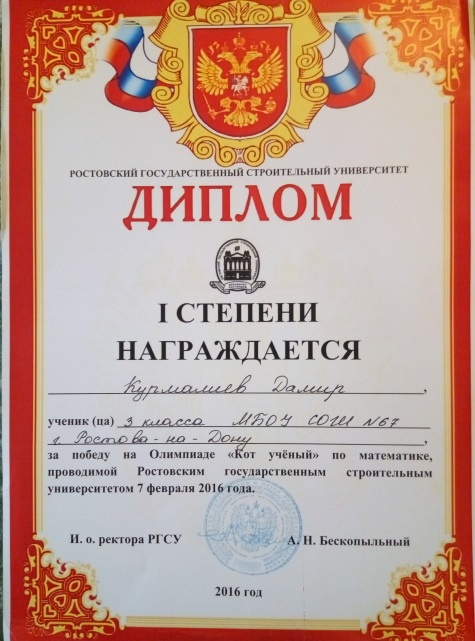 РОСТОВСКИЙ ГОСУДАРСТВЕННЫЙ СТРОИТЕЛЬНЫЙ УНИВЕРСИТЕТ
ДИПЛОМ
I СТЕПЕНИ
НАГРАЖДАЕТСЯ
Курмалиев Дамир,
ученик (ца) 3 класса МБОУ СОШ №67
г. Ростова-на-Дону,
за победу на Олимпиаде «Кот учёный» по математике,
проводимой Ростовским государственным строительным
университетом 7 февраля 2016 года.
И. о. ректора РГСУ А. Н. Бескопыльный
2016 год